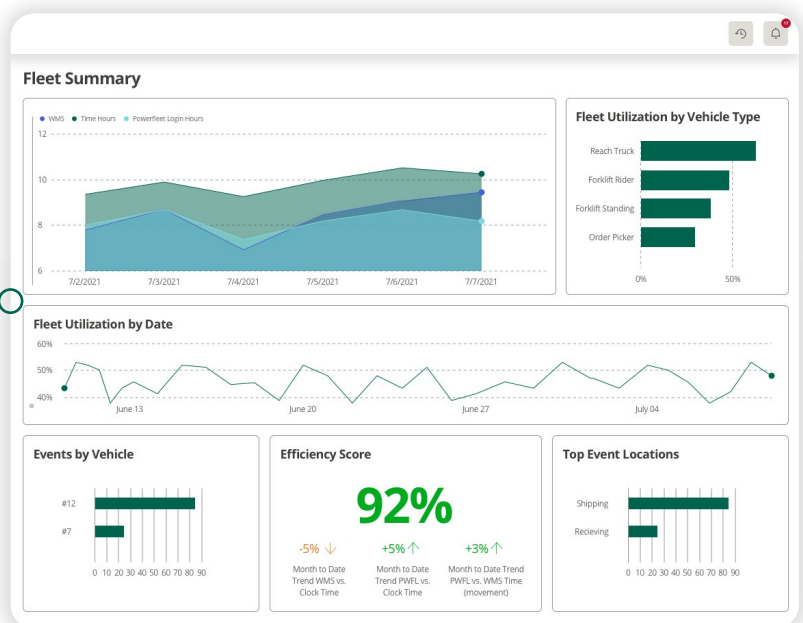 11
Fleet Summary
WMS Time Hours Powerfleet Login Hours
12
10
8
6
7/2/2021 7/3/2021 7/4/2021 7/5/2021 7/6/2021 7/7/2021
Fleet Utilization by Vehicle Type
Reach Truck
Forklift Rider
Forklift Standing
Order Picker
0% 50%
Fleet Utilization by Date
60%
50%
40%
June 13 June 20 June 27 July 04
Events by Vehicle
#12
#7
0 10 20 30 40 50 60 70 80 90
Efficiency Score
92%
-5% ↓ +5% ↑ +3% ↑
Month to Date
Trend WMS vs.
Clock Time
Month to Date
Trend PWFL vs.
Clock Time
Month to Date Trend
PWFL vs. WMS Time
(movement)
Top Event Locations
Shipping
Recieving
0 10 20 30 40 50 60 70 80 90